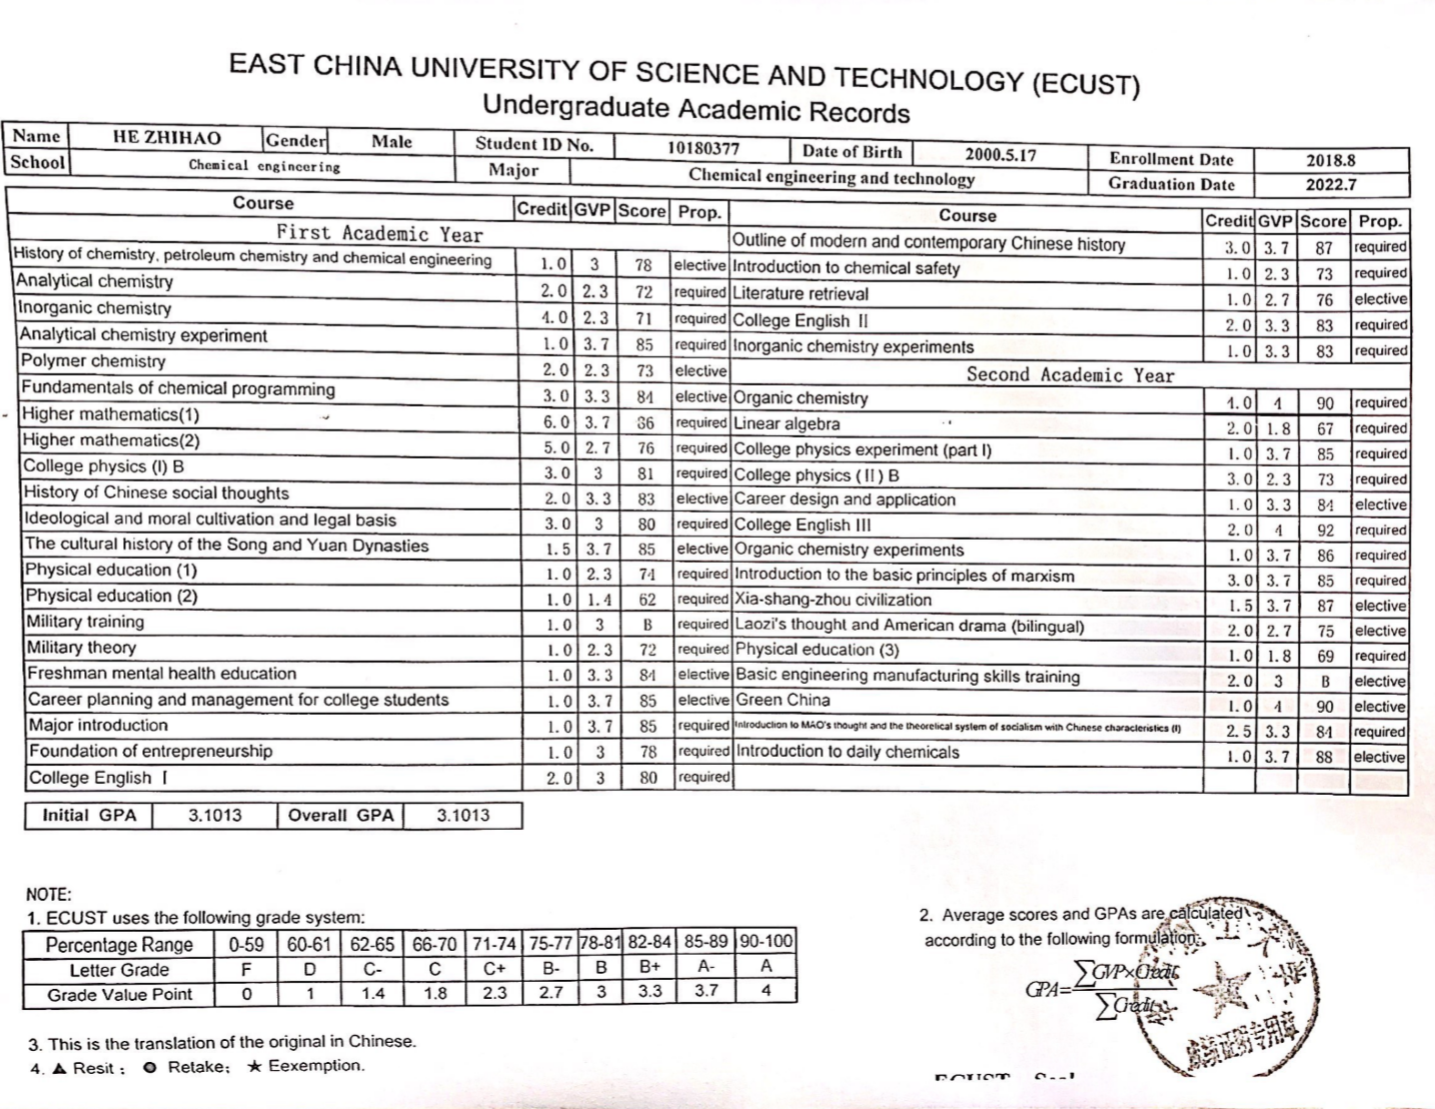 EAST CHINA UNIVERSITY OF SCIENCE AND TECHNOLOGY (ECUST)
Undergraduate Academic Records
Name HE ZHIHAO Gender Male Student ID No. 10180377 Date of Birth 2000.5.17 Enrollment Date 2018.8
School Chemical engineering Major Chemical engineering and technology Graduation Date 2022.7
Course Credit GVP Score Prop.
First Academic Year
History of chemistry, petroleum chemistry and chemical engineering 1.0 3 78 elective
Analytical chemistry 2.0 2.3 72 required
Inorganic chemistry 4.0 2.3 71 required
Analytical chemistry experiment 1.0 3.7 85 required
Polymer chemistry 2.0 2.3 73 elective
Fundamentals of chemical programming 3.0 3.3 84 elective
Higher mathematics(1) 6.0 3.7 86 required
Higher mathematics(2) 5.0 2.7 76 required
College physics (I) B 3.0 3 81 required
History of Chinese social thoughts 2.0 3.3 83 elective
Ideological and moral cultivation and legal basis 3.0 3 80 required
The cultural history of the Song and Yuan Dynasties 1.5 3.7 85 elective
Physical education (1) 1.0 2.3 74 required
Physical education (2) 1.0 1.4 62 required
Military training 1.0 3 B required
Military theory 1.0 2.3 72 required
Freshman mental health education 1.0 3.3 84 elective
Career planning and management for college students 1.0 3.7 85 elective
Major introduction 1.0 3.7 85 required
Foundation of entrepreneurship 1.0 3 78 required
College English I 2.0 3 80 required
Course Credit GVP Score Prop.
Outline of modern and contemporary Chinese history 3.0 3.7 87 required
Introduction to chemical safety 1.0 2.3 73 required
Literature retrieval 1.0 2.7 76 elective
College English II 2.0 3.3 83 required
Inorganic chemistry experiments 1.0 3.3 83 required
Second Academic Year
Organic chemistry 4.0 4 90 required
Linear algebra 2.0 1.8 67 required
College physics experiment (part I) 1.0 3.7 85 required
College physics (II) B 3.0 2.3 73 required
Career design and application 1.0 3.3 84 elective
College English III 2.0 4 92 required
Organic chemistry experiments 1.0 3.7 86 required
Introduction to the basic principles of marxism 3.0 3.7 85 required
Xia-shang-zhou civilization 1.5 3.7 87 elective
Laozi's thought and American drama (bilingual) 2.0 2.7 75 elective
Physical education (3) 1.0 1.8 69 required
Basic engineering manufacturing skills training 2.0 3 B elective
Green China 1.0 4 90 elective
Introduction to MAO's thought and the theoretical system of socialism with Chinese characteristics (I) 2.5 3.3 84 required
Introduction to daily chemicals 1.0 3.7 88 elective
Initial GPA 3.1013 Overall GPA 3.1013
NOTE:
1. ECUST uses the following grade system:
Percentage Range 0-59 60-61 62-65 66-70 71-74 75-77 78-81 82-84 85-89 90-100
Letter Grade F D C- C C+ B- B B+ A- A
Grade Value Point 0 1 1.4 1.8 2.3 2.7 3 3.3 3.7 4
2. Average scores and GPAs are calculated
according to the following formulation:
GPA=∑GVP×Credit
∑Credit
3. This is the translation of the original in Chinese.
4. ▲ Resit; ● Retake; ★ Eexemption.
专用章
ECUST Seal